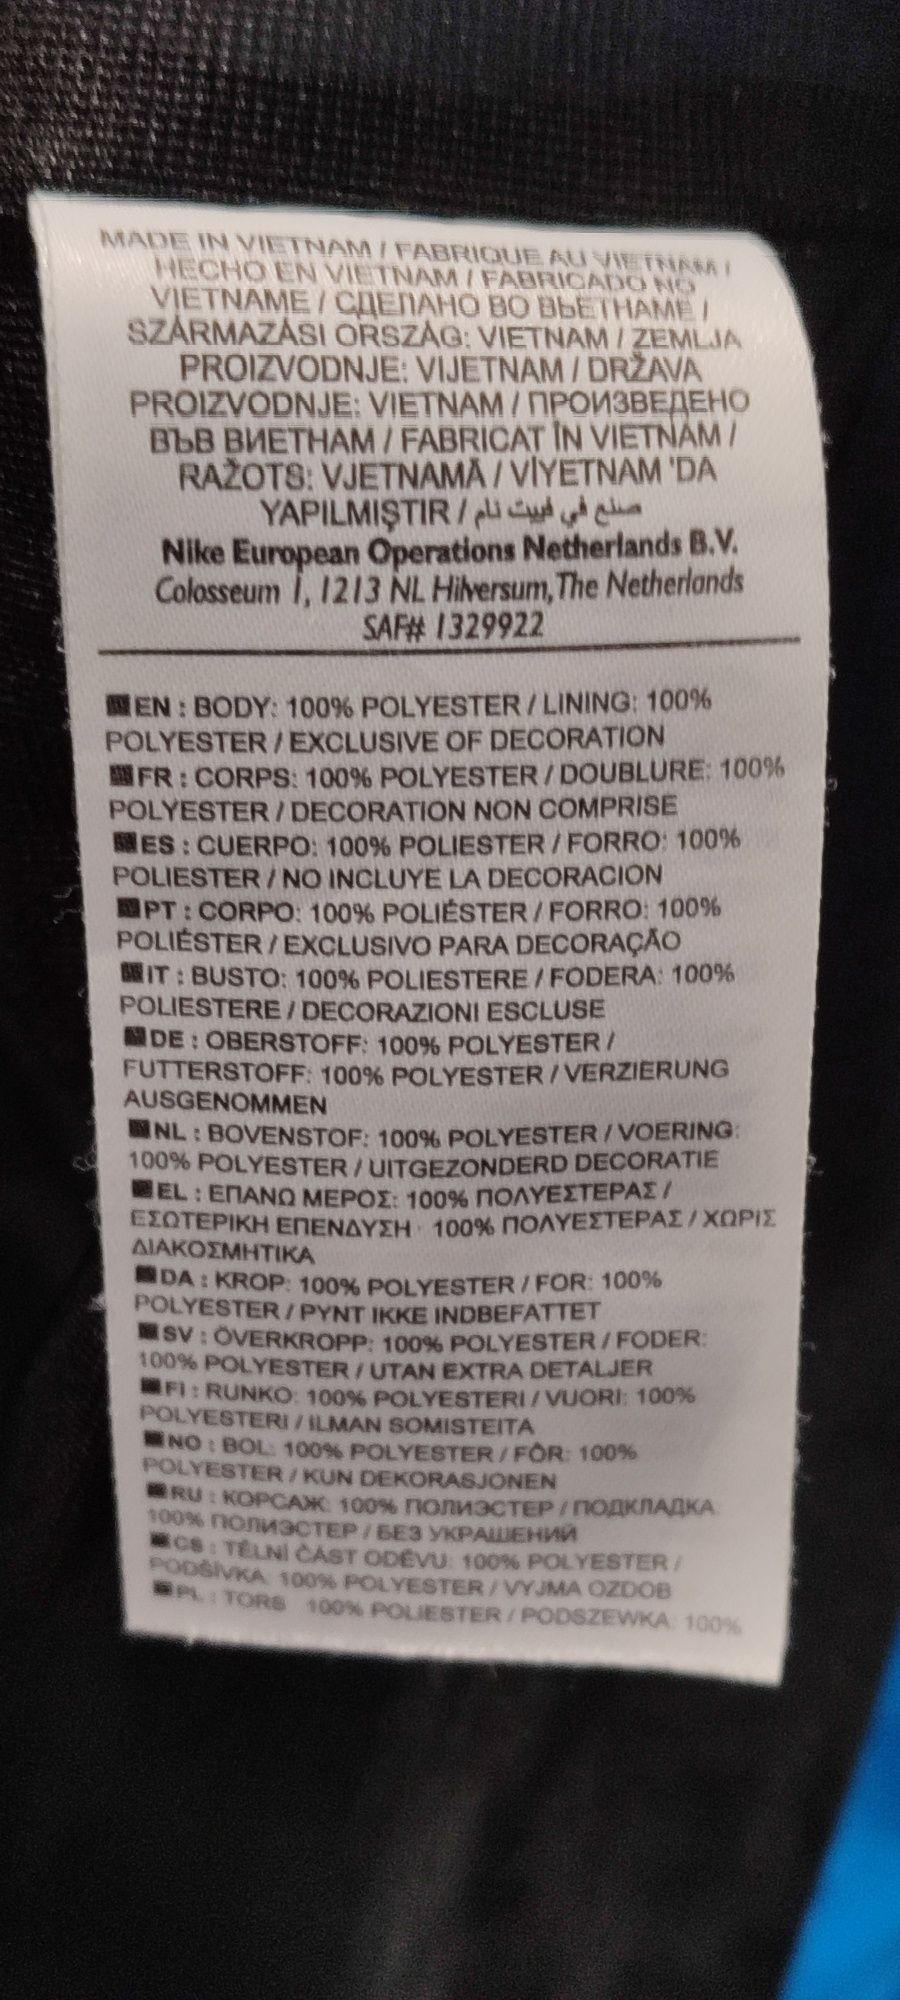 MADE IN VIETNAM / FABRIQUE AU VIETNAM /
HECHO EN VIETNAM / FABRICADO NO
VIETNAME / СДЕЛАНО ВО ВЬЕТНАМЕ /
SZÁRMAZÁSI ORSZÁG: VIETNAM / ZEMLJA
PROIZVODNJE: VIJETNAM / DRŽAVA
PROIZVODNJE: VIETNAM / ПРОИЗВЕДЕНО
ВЪВ ВИЕТНАМ / FABRICAT ÎN VIETNAM /
RAŽOTS: VJETNAMĀ / VİYETNAM 'DA
YAPILMIŞTIR / صنع في فييت نام
Nike European Operations Netherlands B.V.
Colosseum 1, 1213 NL Hilversum, The Netherlands
SAF# 1329922
EN : BODY: 100% POLYESTER / LINING: 100%
POLYESTER / EXCLUSIVE OF DECORATION
FR : CORPS: 100% POLYESTER / DOUBLURE: 100%
POLYESTER / DECORATION NON COMPRISE
ES : CUERPO: 100% POLIESTER / FORRO: 100%
POLIESTER / NO INCLUYE LA DECORACION
PT : CORPO: 100% POLIÉSTER / FORRO: 100%
POLIÉSTER / EXCLUSIVO PARA DECORAÇÃO
IT : BUSTO: 100% POLIESTERE / FODERA: 100%
POLIESTERE / DECORAZIONI ESCLUSE
DE : OBERSTOFF: 100% POLYESTER /
FUTTERSTOFF: 100% POLYESTER / VERZIERUNG
AUSGENOMMEN
NL : BOVENSTOF: 100% POLYESTER / VOERING:
100% POLYESTER / UITGEZONDERD DECORATIE
EL : ΕΠΑΝΩ ΜΕΡΟΣ: 100% ΠΟΛΥΕΣΤΕΡΑΣ /
ΕΣΩΤΕΡΙΚΗ ΕΠΕΝΔΥΣΗ : 100% ΠΟΛΥΕΣΤΕΡΑΣ / ΧΩΡΙΣ
ΔΙΑΚΟΣΜΗΤΙΚΑ
DA : KROP: 100% POLYESTER / FOR: 100%
POLYESTER / PYNT IKKE INDBEFATTET
SV : ÖVERKROPP: 100% POLYESTER / FODER:
100% POLYESTER / UTAN EXTRA DETALJER
FI : RUNKO: 100% POLYESTERI / VUORI: 100%
POLYESTERI / ILMAN SOMISTEITA
NO : BOL: 100% POLYESTER / FÔR: 100%
POLYESTER / KUN DEKORASJONEN
RU : КОРСАЖ: 100% ПОЛИЭСТЕР / ПОДКЛАДКА:
100% ПОЛИЭСТЕР / БЕЗ УКРАШЕНИЙ
CS : TĚLNÍ ČÁST ODĚVU: 100% POLYESTER /
PODŠÍVKA: 100% POLYESTER / VYJMA OZDOB
PL : TORS : 100% POLIESTER / PODSZEWKA: 100%